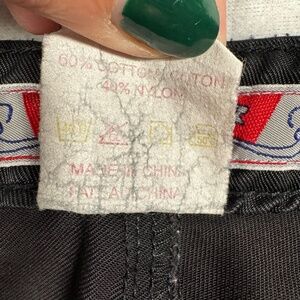 60% COTTON/COTON
40% NYLON
MADE IN CHINA
FAIT AU CHINA